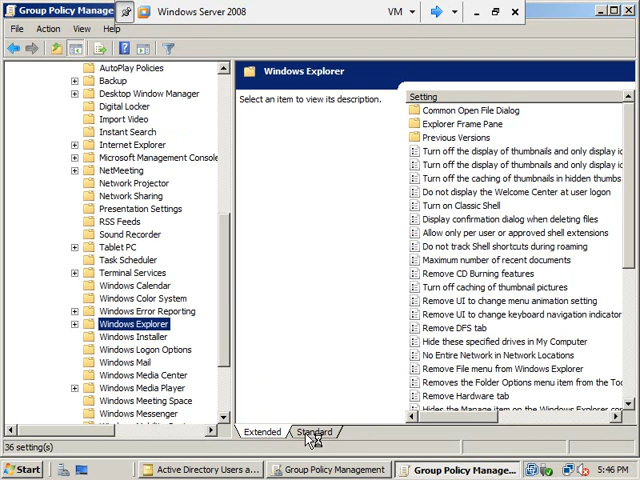 Group Policy Manage...
Windows Server 2008
VM
File Action View Help
AutoPlay Policies
Backup
Desktop Window Manager
Digital Locker
Import Video
Instant Search
Internet Explorer
Microsoft Management Console
NetMeeting
Network Projector
Network Sharing
Presentation Settings
RSS Feeds
Sound Recorder
Tablet PC
Task Scheduler
Terminal Services
Windows Calendar
Windows Color System
Windows Error Reporting
Windows Explorer
Windows Installer
Windows Logon Options
Windows Mail
Windows Media Center
Windows Media Player
Windows Meeting Space
Windows Messenger
Windows Explorer
Select an item to view its description.
Setting
Common Open File Dialog
Explorer Frame Pane
Previous Versions
Turn off the display of thumbnails and only display ic
Turn off the display of thumbnails and only display ic
Turn off the caching of thumbnails in hidden thumbs
Do not display the Welcome Center at user logon
Turn on Classic Shell
Display confirmation dialog when deleting files
Allow only per user or approved shell extensions
Do not track Shell shortcuts during roaming
Maximum number of recent documents
Remove CD Burning features
Turn off caching of thumbnail pictures
Remove UI to change menu animation setting
Remove UI to change keyboard navigation indicator
Remove DFS tab
Hide these specified drives in My Computer
No Entire Network in Network Locations
Remove File menu from Windows Explorer
Removes the Folder Options menu item from the Too
Remove Hardware tab
Hides the Manage item on the Windows Explorer co
Extended Standard
36 setting(s)
Start
Active Directory Users a...
Group Policy Management
Group Policy Manage...
5:46 PM